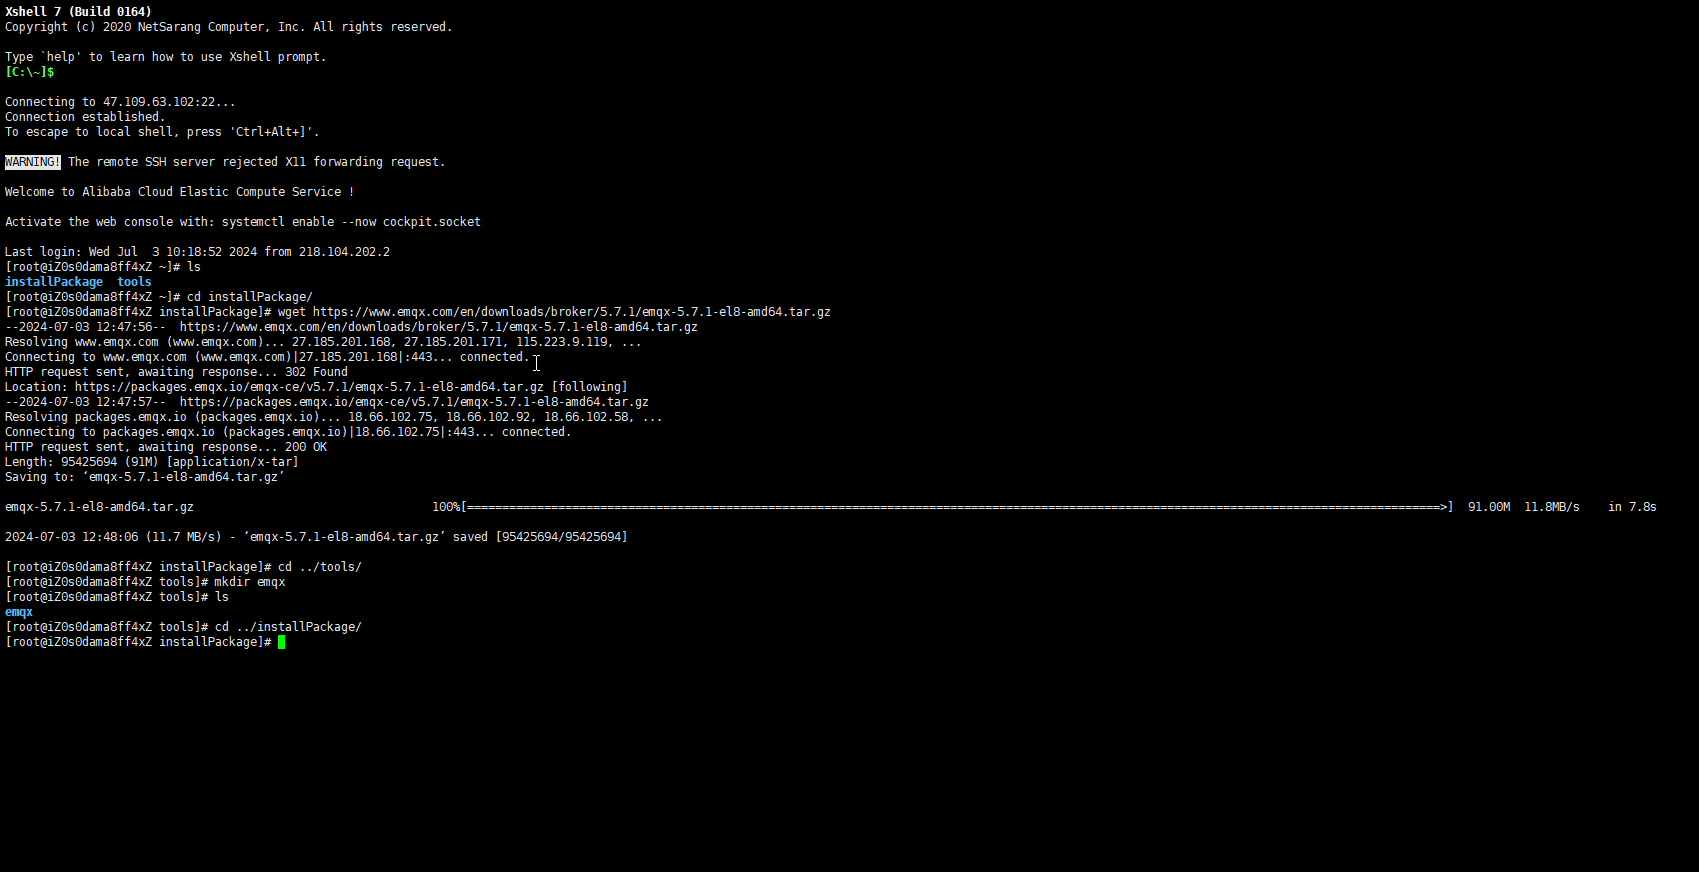 Xshell 7 (Build 0164)
Copyright (c) 2020 NetSarang Computer, Inc. All rights reserved.
Type `help' to learn how to use Xshell prompt.
[C:\~]$
Connecting to 47.109.63.102:22...
Connection established.
To escape to local shell, press 'Ctrl+Alt+]'.
WARNING! The remote SSH server rejected X11 forwarding request.
Welcome to Alibaba Cloud Elastic Compute Service !
Activate the web console with: systemctl enable --now cockpit.socket
Last login: Wed Jul  3 10:18:52 2024 from 218.104.202.2
[root@iZ0s0dama8ff4xZ ~]# ls
installPackage  tools
[root@iZ0s0dama8ff4xZ ~]# cd installPackage/
[root@iZ0s0dama8ff4xZ installPackage]# wget https://www.emqx.com/en/downloads/broker/5.7.1/emqx-5.7.1-el8-amd64.tar.gz
--2024-07-03 12:47:56--  https://www.emqx.com/en/downloads/broker/5.7.1/emqx-5.7.1-el8-amd64.tar.gz
Resolving www.emqx.com (www.emqx.com)... 27.185.201.168, 27.185.201.171, 115.223.9.119, ...
Connecting to www.emqx.com (www.emqx.com)|27.185.201.168|:443... connected.
HTTP request sent, awaiting response... 302 Found
Location: https://packages.emqx.io/emqx-ce/v5.7.1/emqx-5.7.1-el8-amd64.tar.gz [following]
--2024-07-03 12:47:57--  https://packages.emqx.io/emqx-ce/v5.7.1/emqx-5.7.1-el8-amd64.tar.gz
Resolving packages.emqx.io (packages.emqx.io)... 18.66.102.75, 18.66.102.92, 18.66.102.58, ...
Connecting to packages.emqx.io (packages.emqx.io)|18.66.102.75|:443... connected.
HTTP request sent, awaiting response... 200 OK
Length: 95425694 (91M) [application/x-tar]
Saving to: ‘emqx-5.7.1-el8-amd64.tar.gz’
emqx-5.7.1-el8-amd64.tar.gz 100%[===========================================================================================================================================>] 91.00M 11.8MB/s in 7.8s
2024-07-03 12:48:06 (11.7 MB/s) - ‘emqx-5.7.1-el8-amd64.tar.gz’ saved [95425694/95425694]
[root@iZ0s0dama8ff4xZ installPackage]# cd ../tools/
[root@iZ0s0dama8ff4xZ tools]# mkdir emqx
[root@iZ0s0dama8ff4xZ tools]# ls
emqx
[root@iZ0s0dama8ff4xZ tools]# cd ../installPackage/
[root@iZ0s0dama8ff4xZ installPackage]#